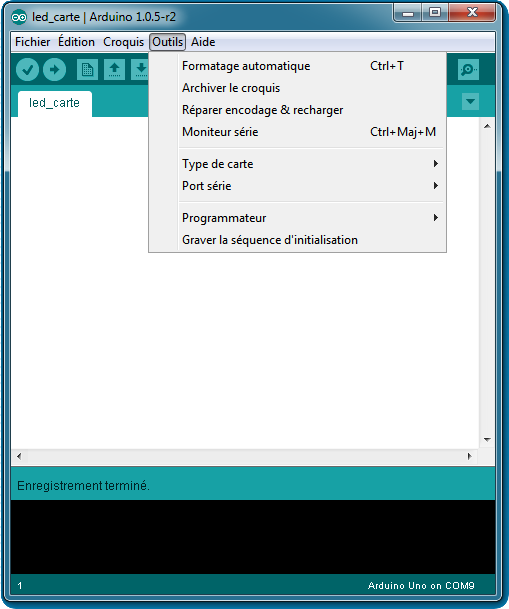 led_carte | Arduino 1.0.5-r2
Fichier Édition Croquis Outils Aide
led_carte
Formatage automatique Ctrl+T
Archiver le croquis
Réparer encodage & recharger
Moniteur série Ctrl+Maj+M
Type de carte
Port série
Programmateur
Graver la séquence d'initialisation
Enregistrement terminé.
1 Arduino Uno on COM9